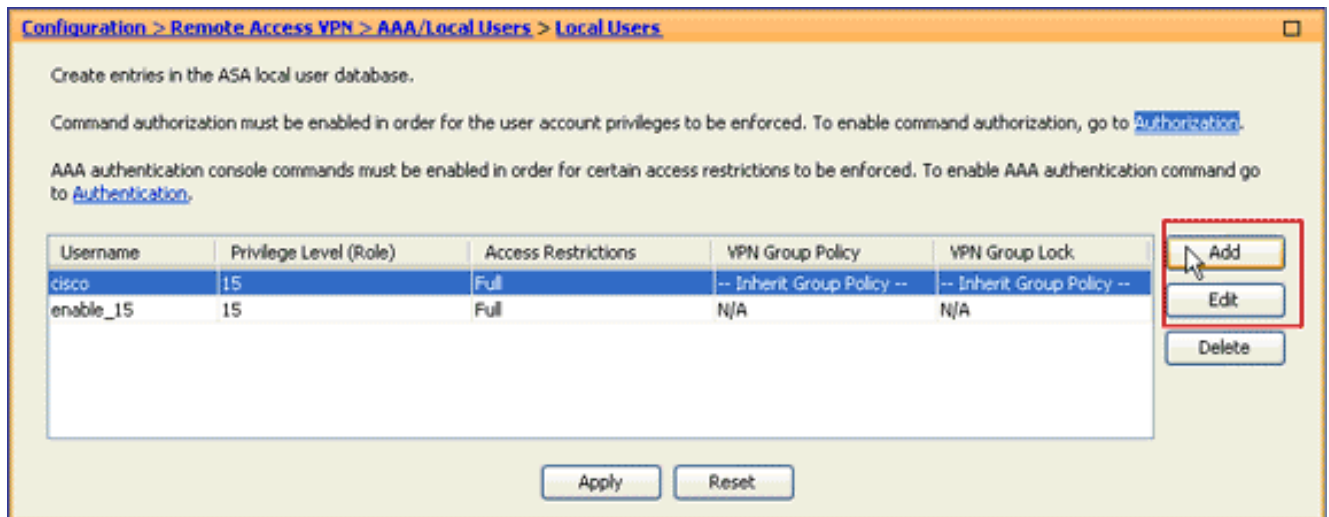 Configuration > Remote Access VPN > AAA/Local Users > Local Users
Create entries in the ASA local user database.
Command authorization must be enabled in order for the user account privileges to be enforced. To enable command authorization, go to Authorization.
AAA authentication console commands must be enabled in order for certain access restrictions to be enforced. To enable AAA authentication command go
to Authentication.
Username Privilege Level (Role) Access Restrictions VPN Group Policy VPN Group Lock
cisco 15 Full -- Inherit Group Policy -- -- Inherit Group Policy --
enable_15 15 Full N/A N/A
Add
Edit
Delete
Apply Reset